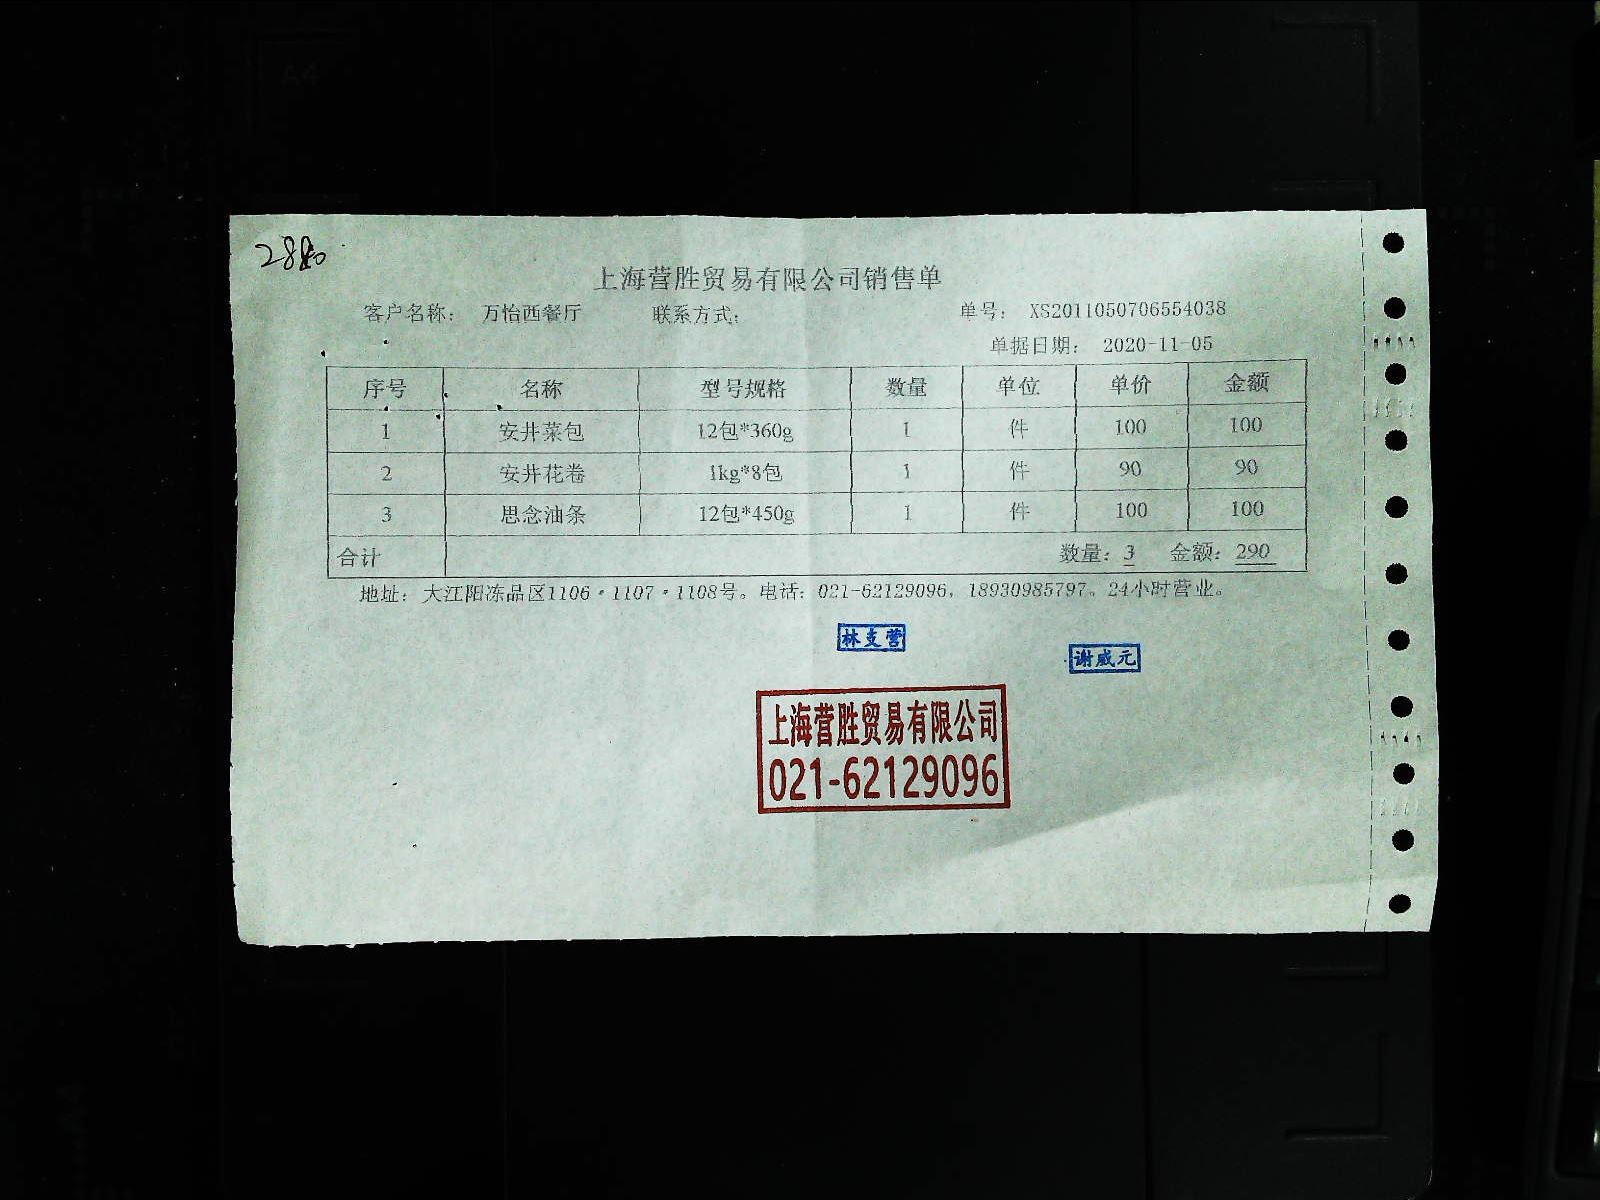 上海营胜贸易有限公司销售单
客户名称： 万怡西餐厅 联系方式： 单号： XS2011050706554038
单据日期： 2020-11-05
序号 名称 型号规格 数量 单位 单价 金额
1 安井菜包 12包*360g 1 件 100 100
2 安井花卷 1kg*8包 1 件 90 90
3 思念油条 12包*450g 1 件 100 100
合计 数量：3 金额：290
地址：大江阳冻品区1106·1107·1108号。电话：021-62129096，18930985797。24小时营业。
林支营
谢威元
上海营胜贸易有限公司
021-62129096